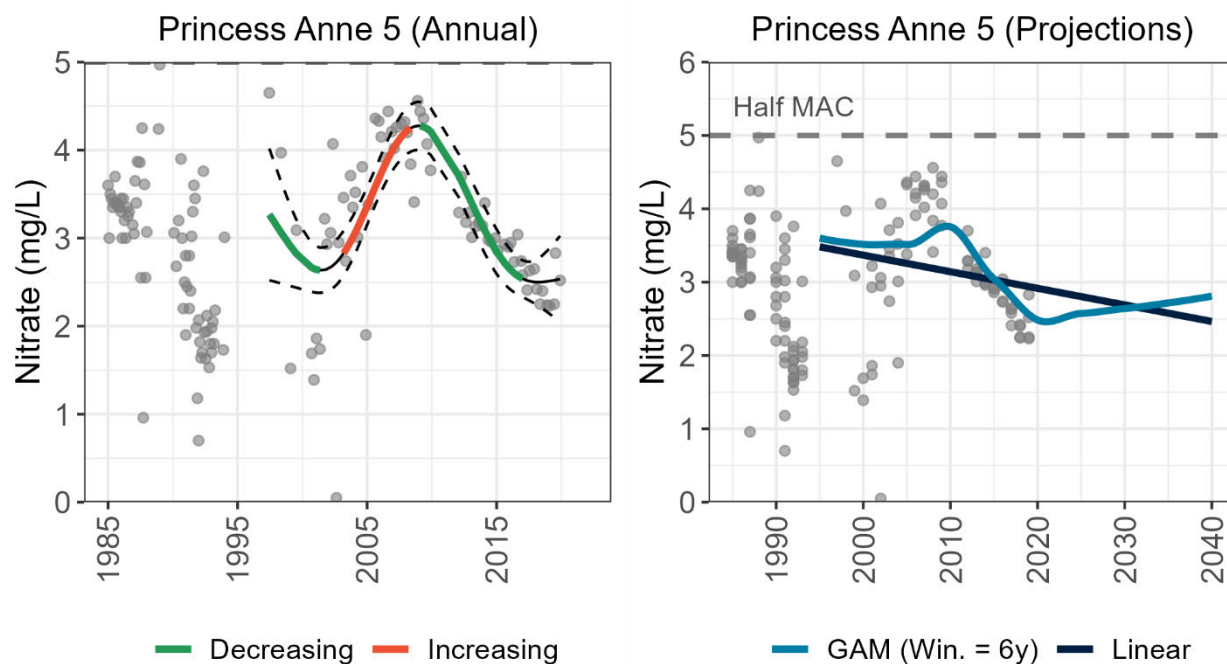 Princess Anne 5 (Annual)
Nitrate (mg/L)
5
4
3
2
1
0
1985
1995
2005
2015
Decreasing
Increasing
Princess Anne 5 (Projections)
Nitrate (mg/L)
6
5
4
3
2
1
0
Half MAC
1990
2000
2010
2020
2030
2040
GAM (Win. = 6y)
Linear